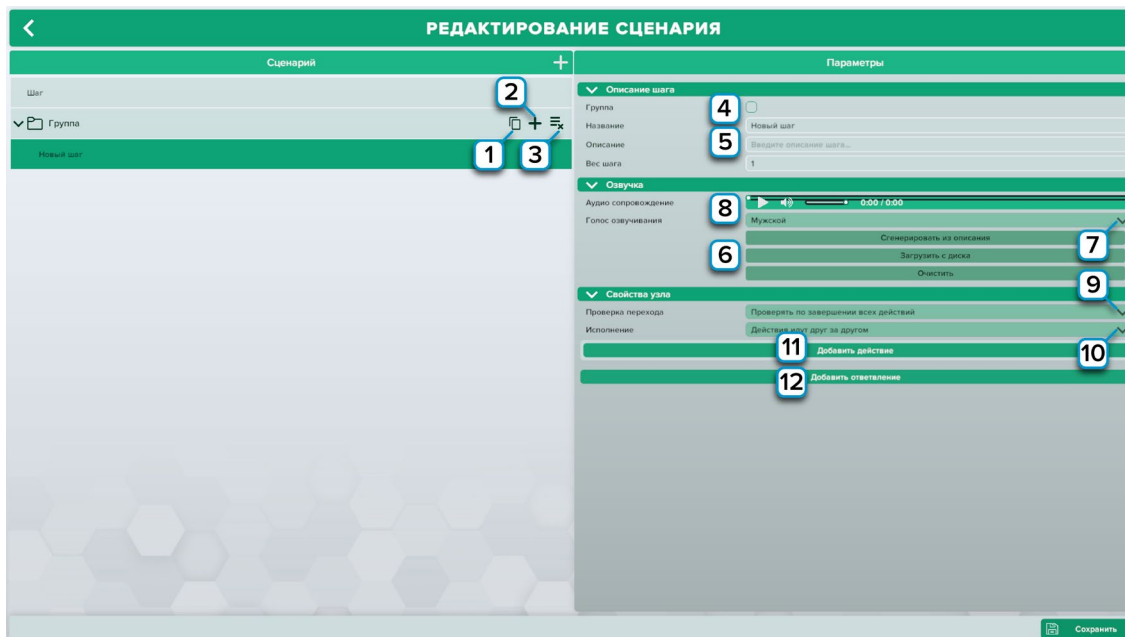 РЕДАКТИРОВАНИЕ СЦЕНАРИЯ
Сценарий
Параметры
Шаг
2
Группа
1
3
Новый шаг
Описание шага
Группа
4
Название
Новый шаг
5
Описание
Введите описание шага...
Вес шага
1
Озвучка
Аудио сопровождение
8
0:00 / 0:00
Голос озвучивания
Мужской
7
6
Сгенерировать из описания
Загрузить с диска
Очистить
Свойства узла
9
Проверка перехода
Проверять по завершении всех действий
Исполнение
Действия идут друг за другом
10
11
Добавить действие
12
Добавить ответвление
Сохранить